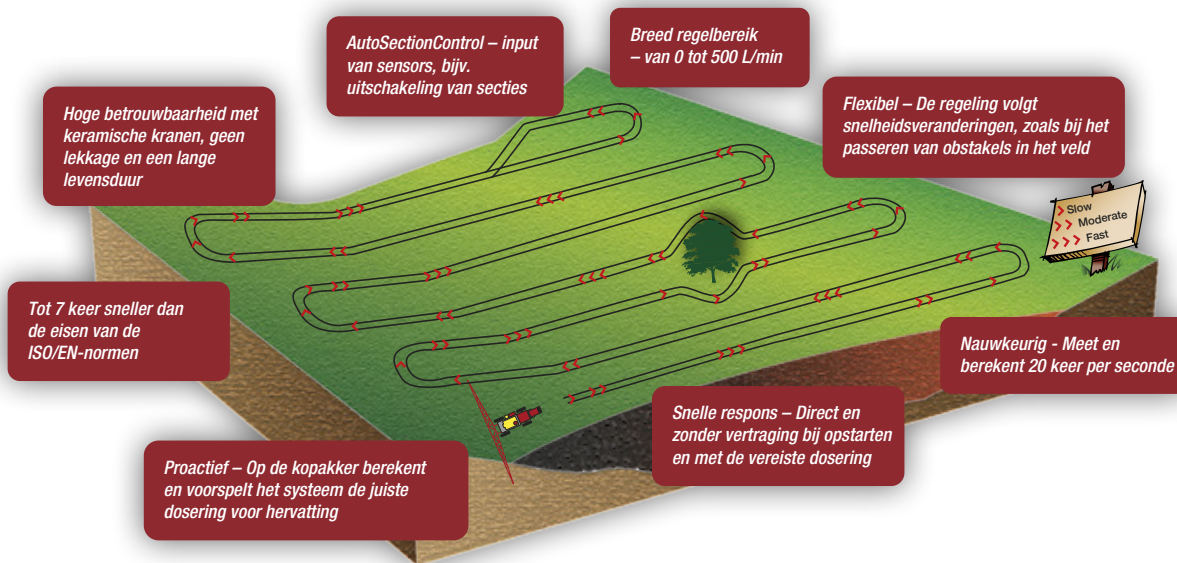 AutoSectionControl – input
van sensors, bijv.
uitschakeling van secties
Breed regelbereik
– van 0 tot 500 L/min
Hoge betrouwbaarheid met
keramische kranen, geen
lekkage en een lange
levensduur
Flexibel – De regeling volgt
snelheidsveranderingen, zoals bij het
passeren van obstakels in het veld
Slow
Moderate
Fast
Tot 7 keer sneller dan
de eisen van de
ISO/EN-normen
Nauwkeurig - Meet en
berekent 20 keer per seconde
Snelle respons – Direct en
zonder vertraging bij opstarten
en met de vereiste dosering
Proactief – Op de kopakker berekent
en voorspelt het systeem de juiste
dosering voor hervatting